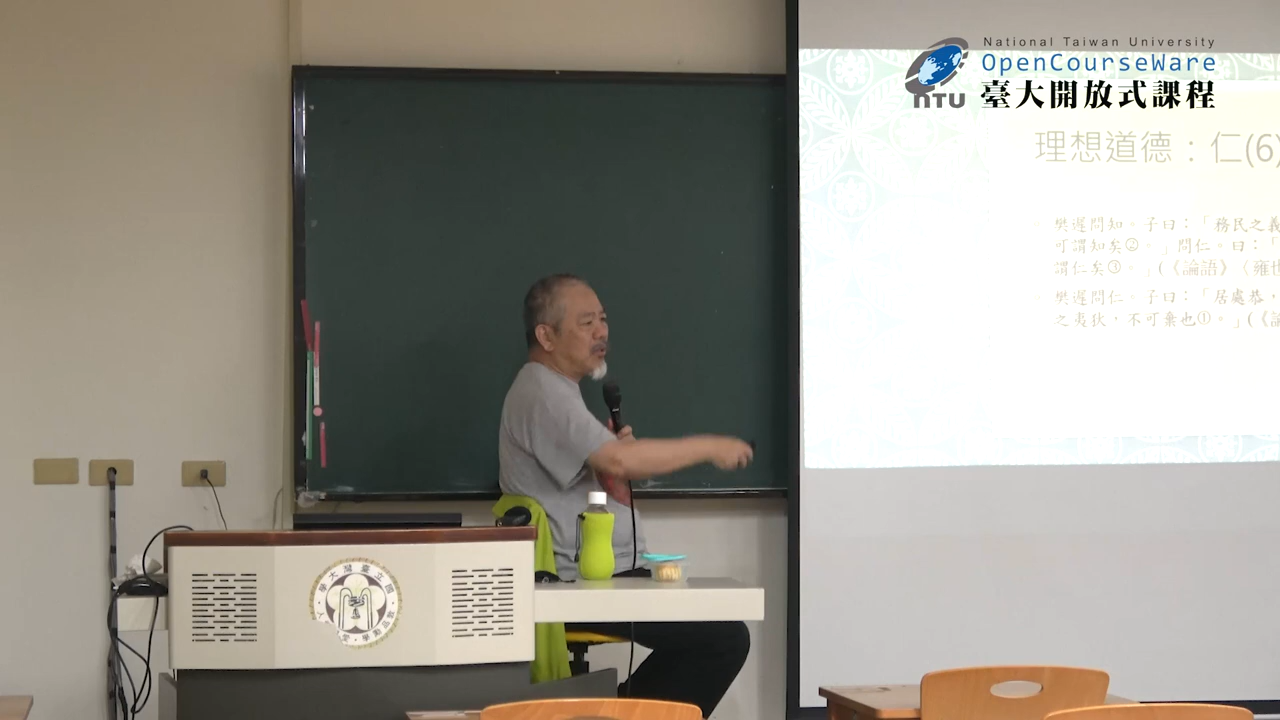 National Taiwan University
OpenCourseWare
NTU 臺大開放式課程
理想道德：仁(6)
樊遲問知。子曰：「務民之義
可謂知矣②。」問仁。曰：「
謂仁矣③。」(《論語》〈雍也
樊遲問仁。子曰：「居處恭，
之夷狄，不可棄也①。」(《論